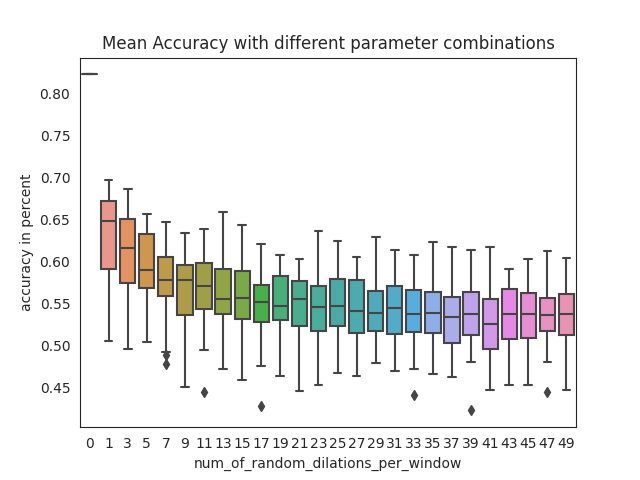 Mean Accuracy with different parameter combinations
accuracy in percent
0.80
0.75
0.70
0.65
0.60
0.55
0.50
0.45
0 1 3 5 7 9 11 13 15 17 19 21 23 25 27 29 31 33 35 37 39 41 43 45 47 49
num_of_random_dilations_per_window